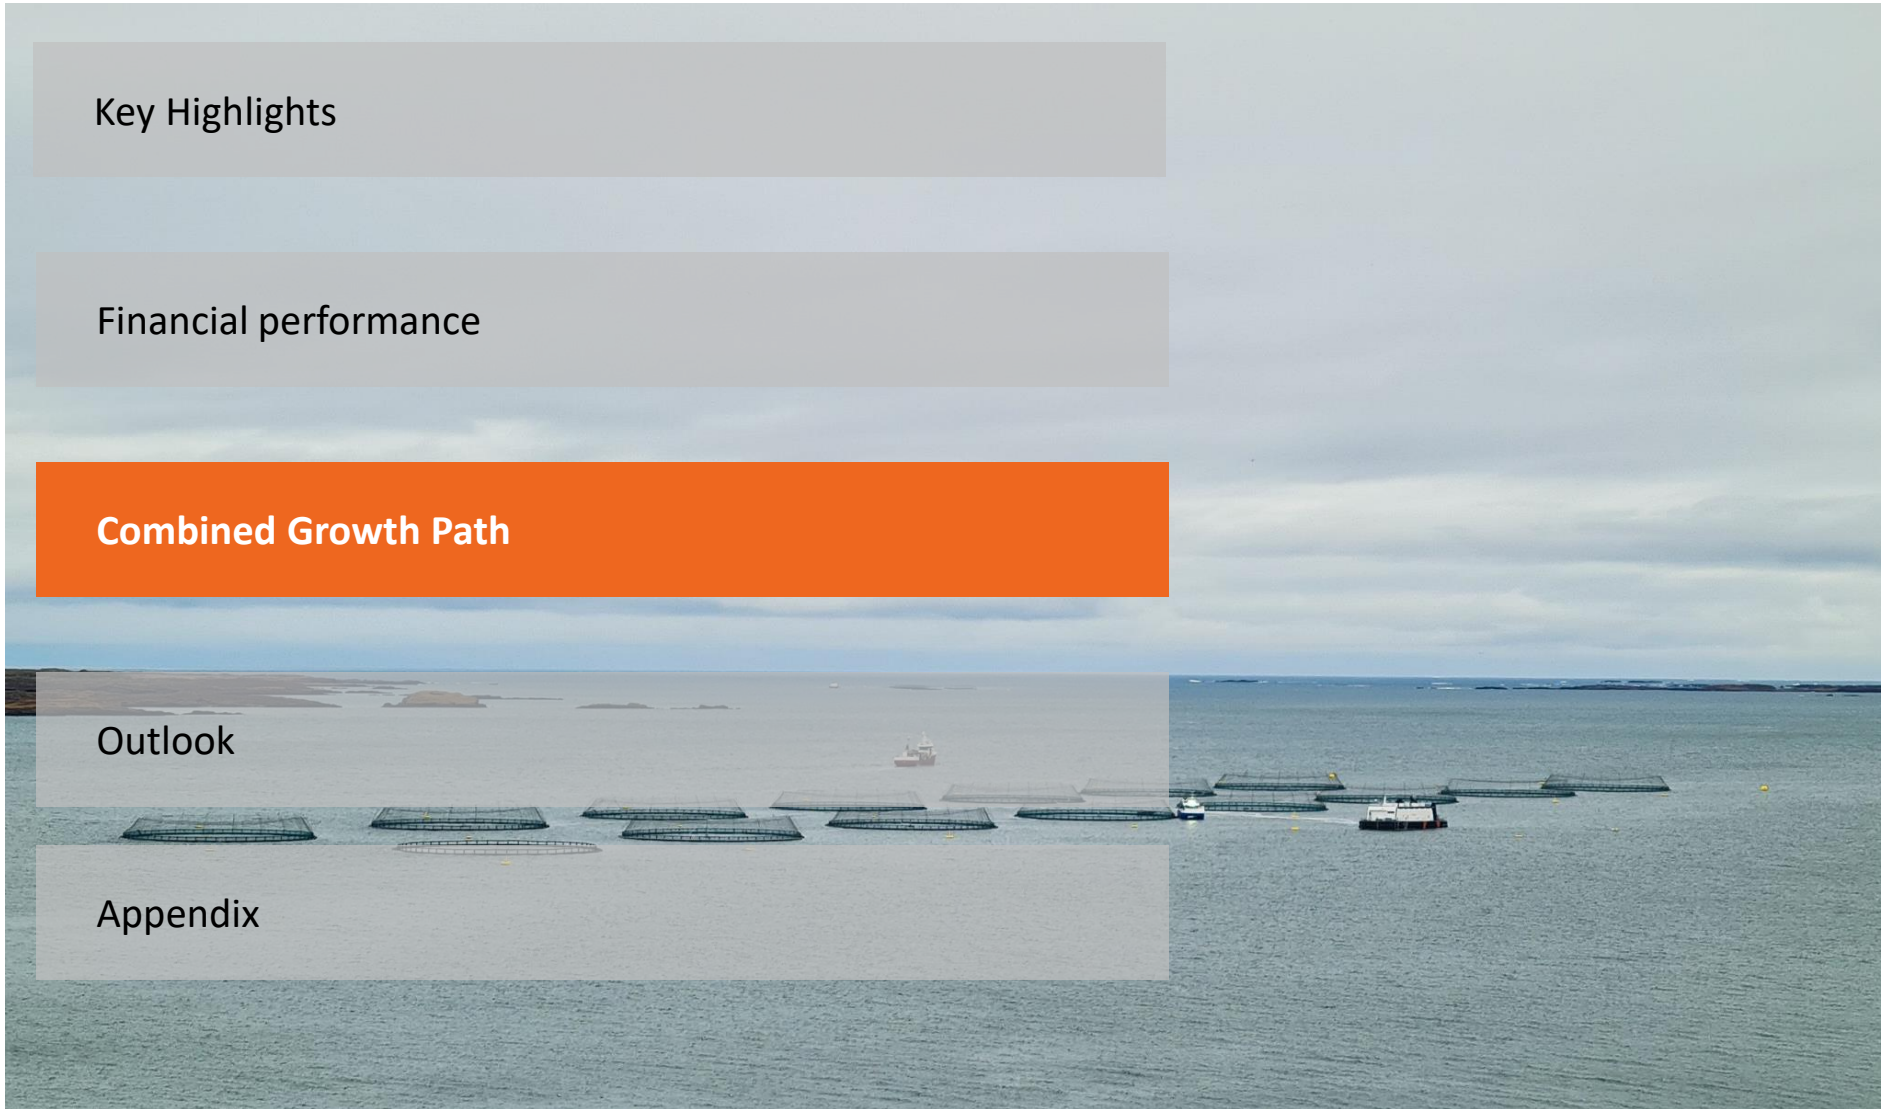 Key Highlights
Financial performance
Combined Growth Path
Outlook
Appendix